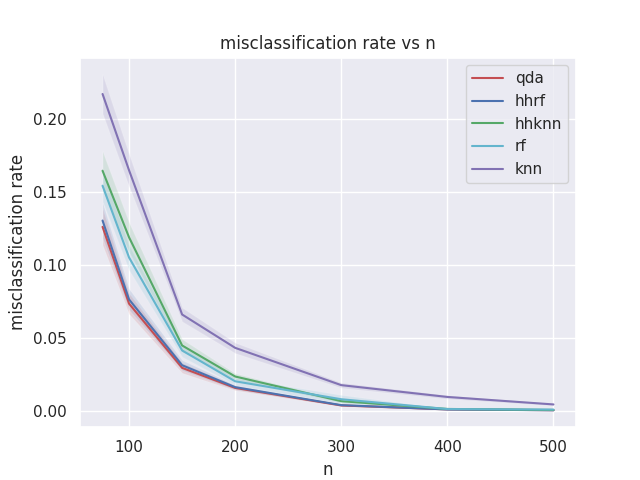 misclassification rate vs n
qda
hhrf
hhknn
rf
knn
misclassification rate
0.20
0.15
0.10
0.05
0.00
100
200
300
400
500
n